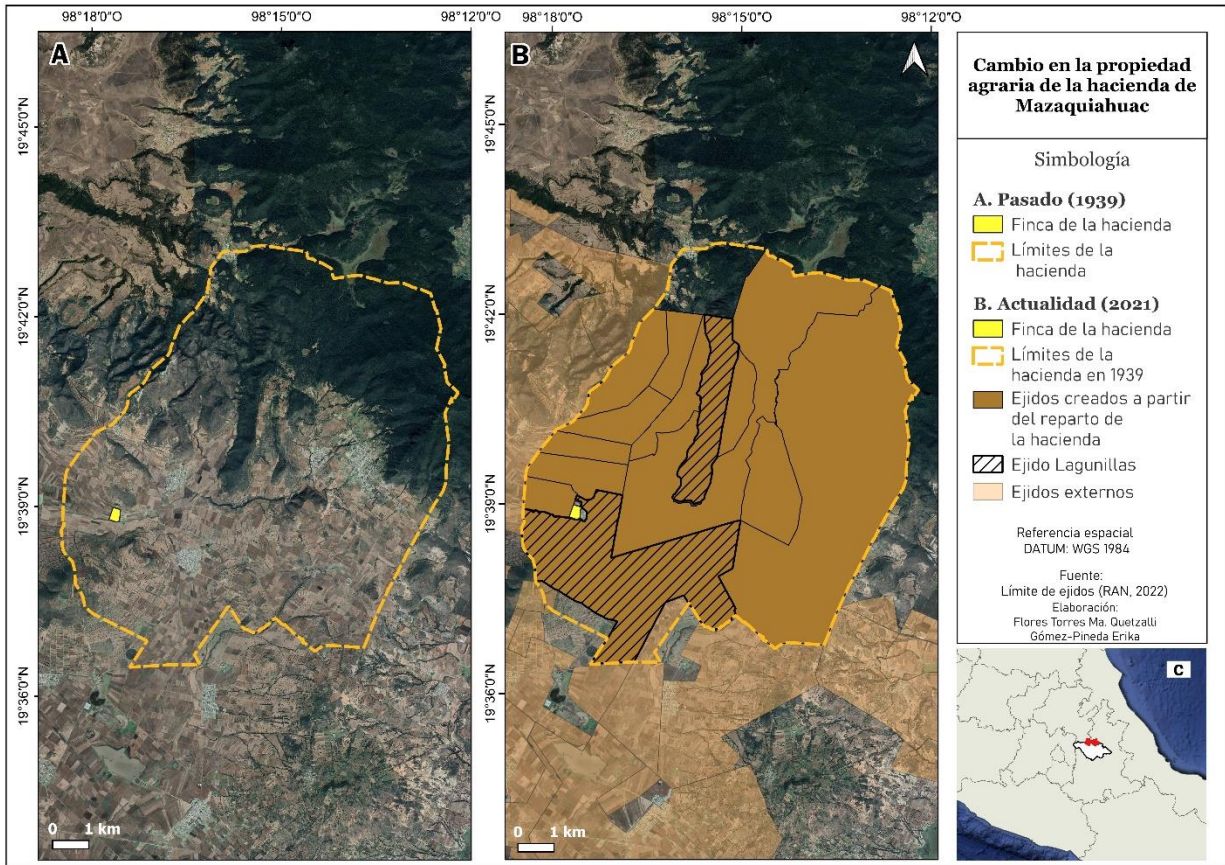 98°18'0"O
98°15'0"O
98°12'0"O
98°18'0"O
98°15'0"O
98°12'0"O
A
B
19°45'0"N
19°42'0"N
19°39'0"N
19°36'0"N
19°45'0"N
19°42'0"N
19°39'0"N
19°36'0"N
0 1 km
0 1 km
Cambio en la propiedad
agraria de la hacienda de
Mazaquiahuac
Simbología
A. Pasado (1939)
Finca de la hacienda
Límites de la
hacienda
B. Actualidad (2021)
Finca de la hacienda
Límites de la
hacienda en 1939
Ejidos creados a partir
del reparto de
la hacienda
Ejido Lagunillas
Ejidos externos
Referencia espacial
DATUM: WGS 1984
Fuente:
Límite de ejidos (RAN, 2022)
Elaboración:
Flores Torres Ma. Quetzalli
Gómez-Pineda Erika
C